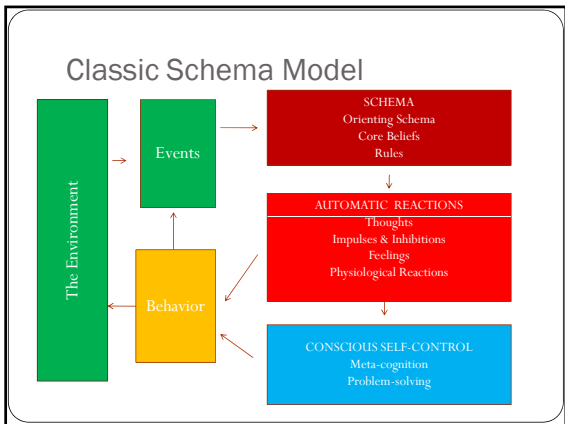 Classic Schema Model
The Environment
Events
Behavior
SCHEMA
Orienting Schema
Core Beliefs
Rules
AUTOMATIC REACTIONS
Thoughts
Impulses & Inhibitions
Feelings
Physiological Reactions
CONSCIOUS SELF-CONTROL
Meta-cognition
Problem-solving